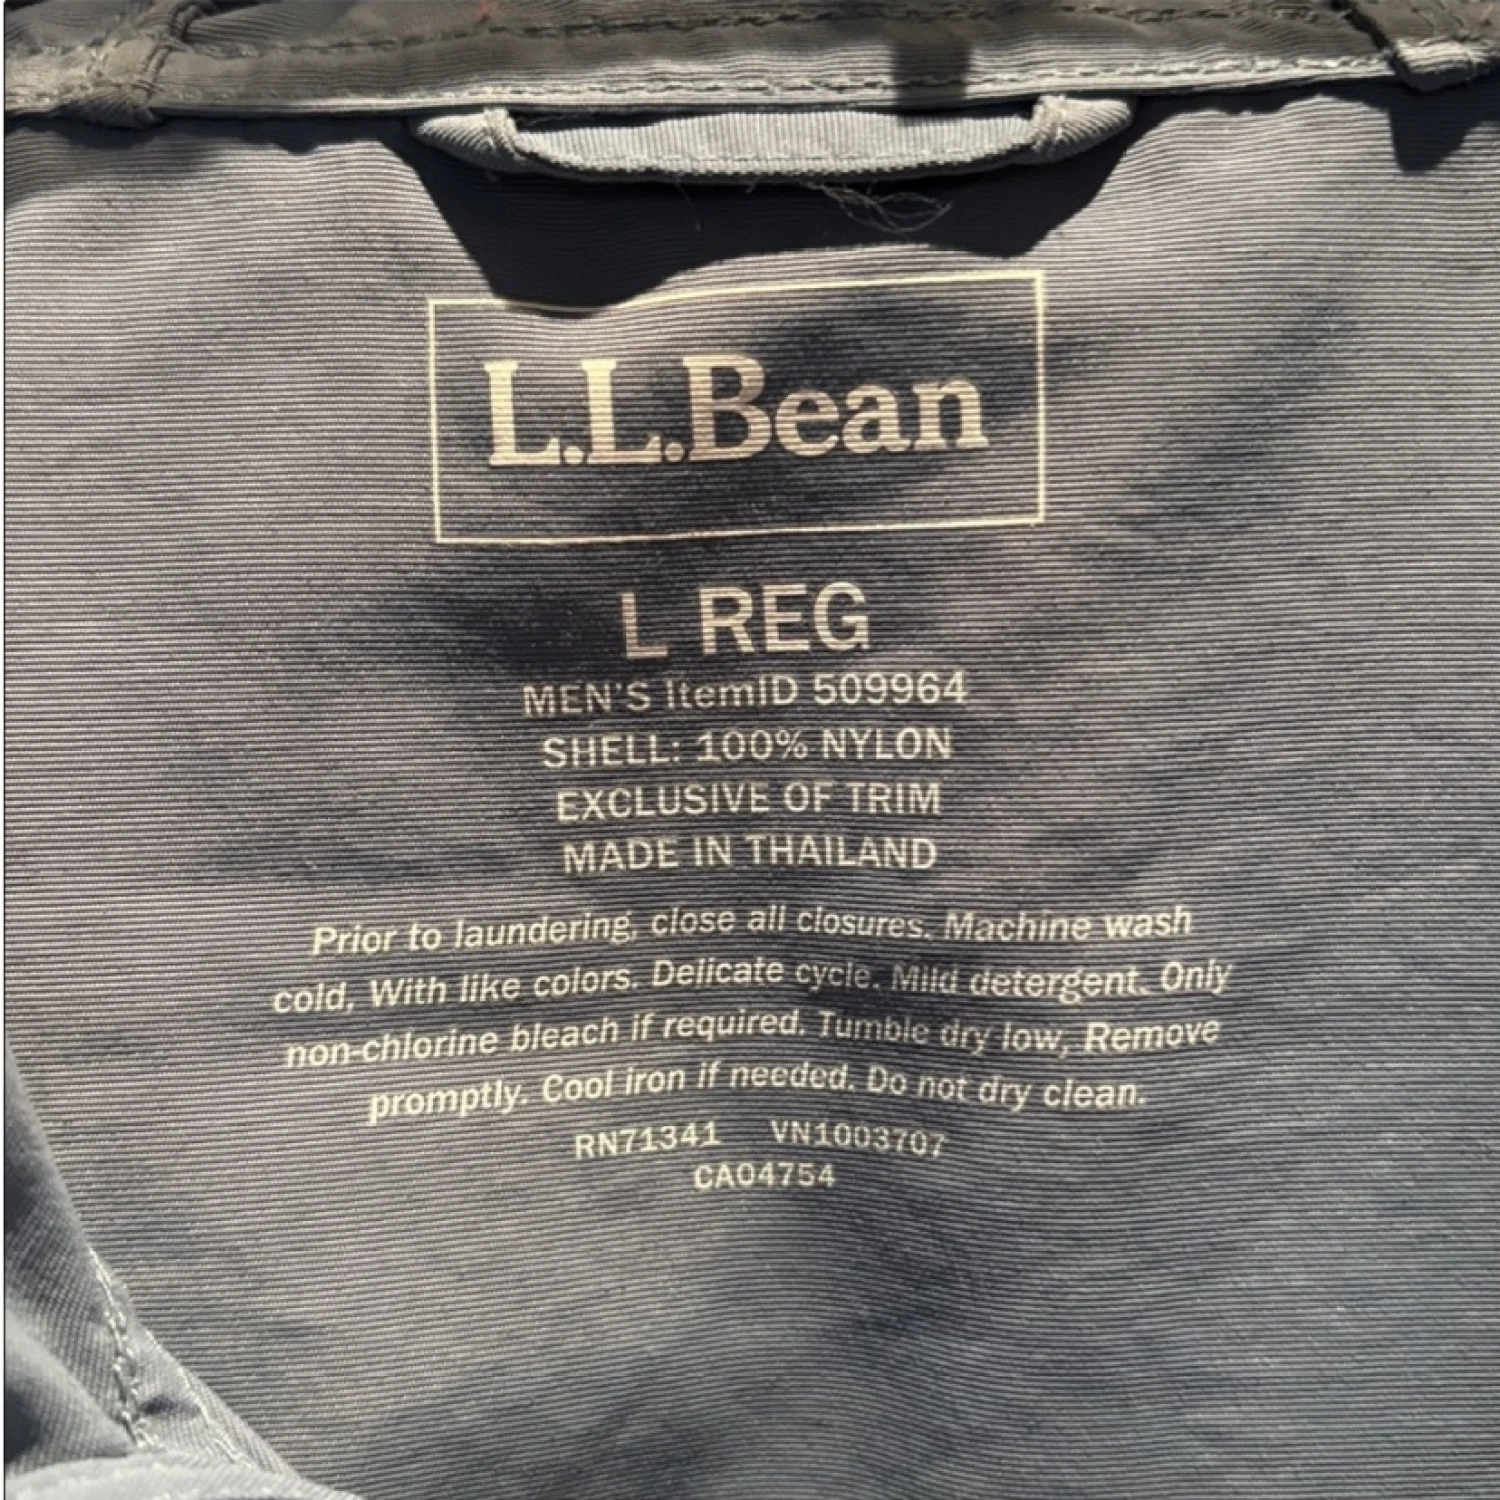 L.L.Bean
L REG
MEN'S ItemID 509964
SHELL: 100% NYLON
EXCLUSIVE OF TRIM
MADE IN THAILAND
Prior to laundering, close all closures. Machine wash
cold, With like colors. Delicate cycle. Mild detergent. Only
non-chlorine bleach if required. Tumble dry low, Remove
promptly. Cool iron if needed. Do not dry clean.
RN71341 VN1003707
CA04754